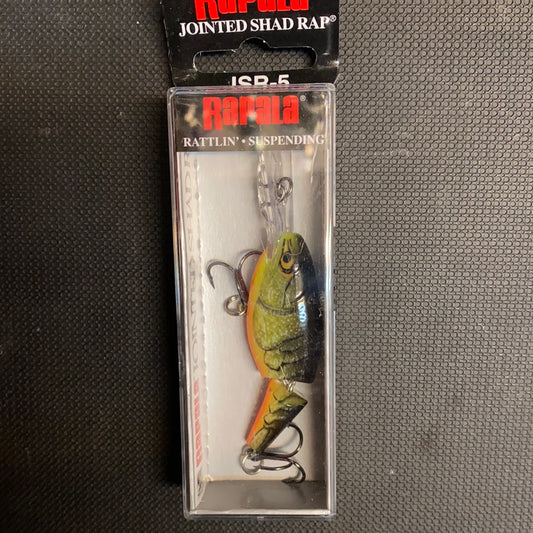 RAPALA
JOINTED SHAD RAP®
JSR-5
RAPALA®
RATTLIN' • SUSPENDING